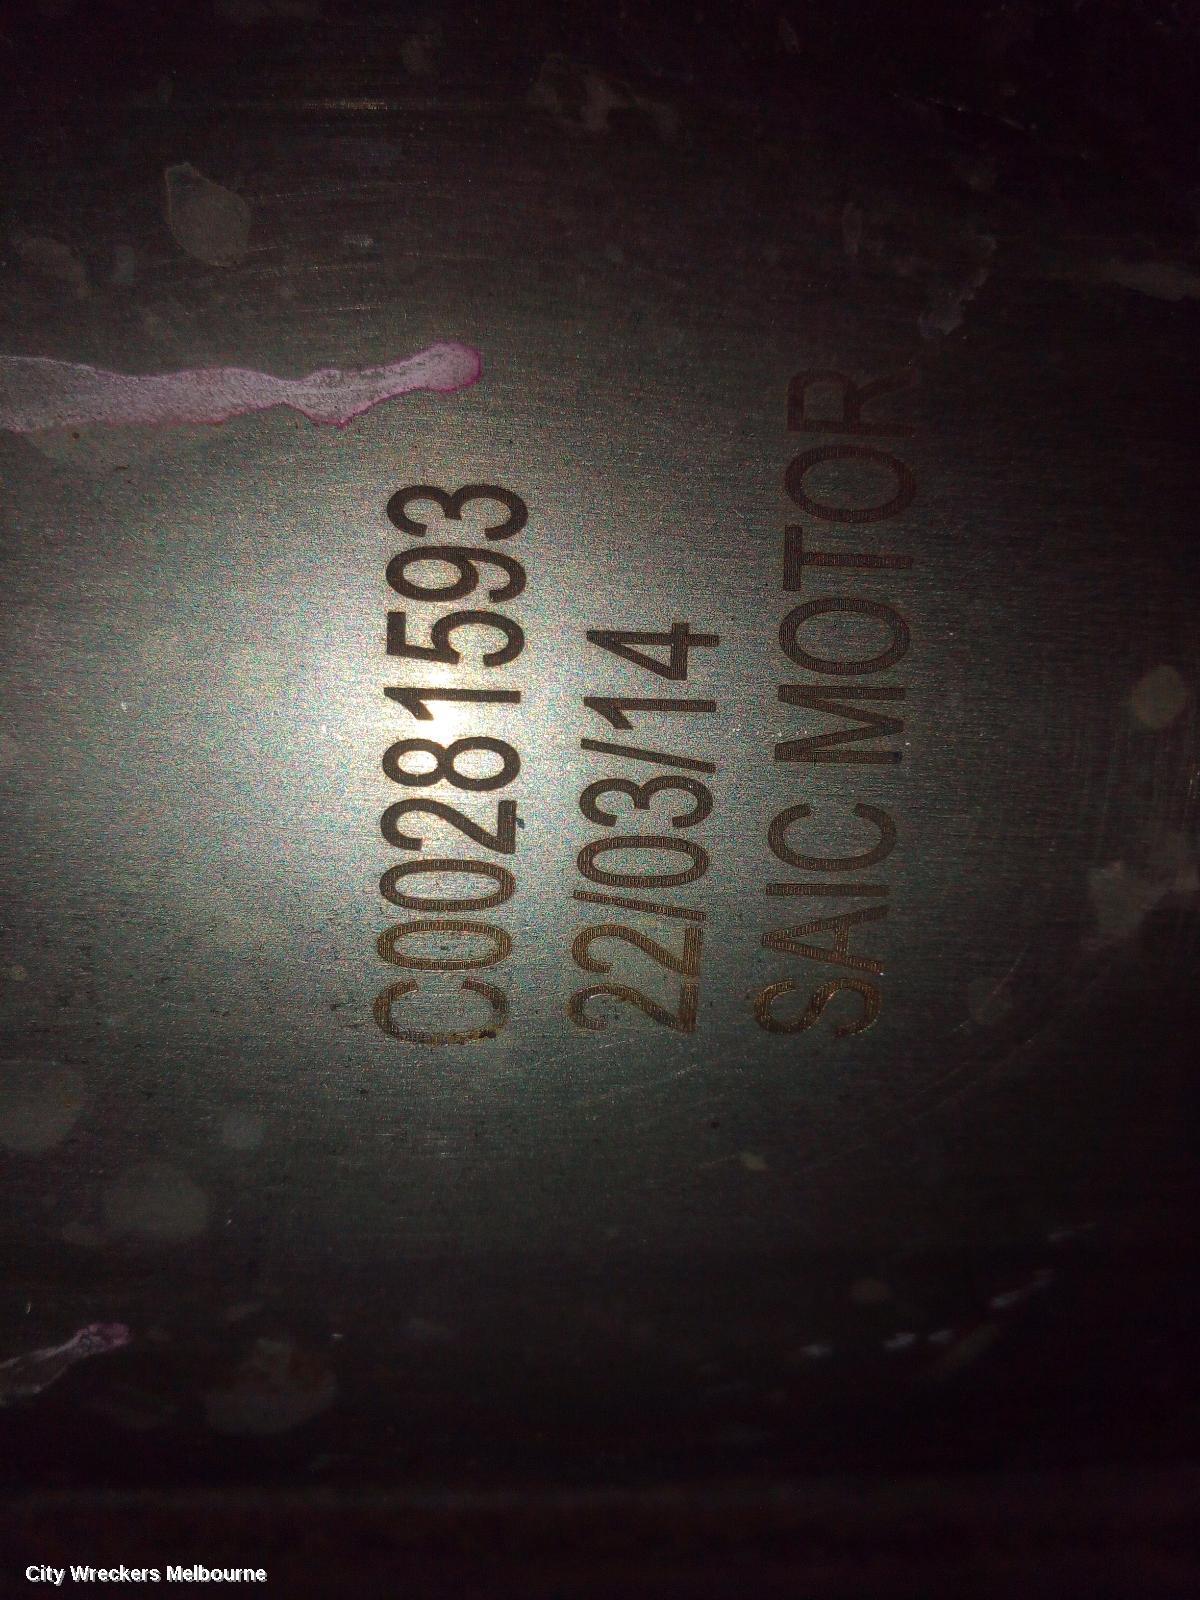 C00281593
22/03/14
SAIC MOTOR
City Wreckers Melbourne